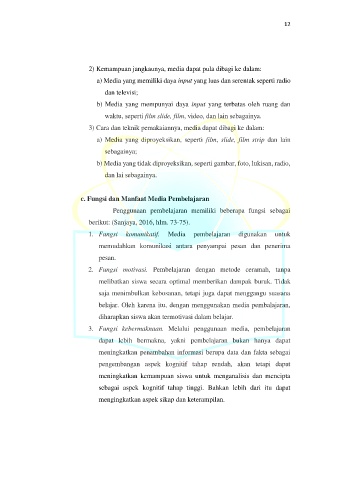 12
2) Kemampuan jangkaunya, media dapat pula dibagi ke dalam:
a) Media yang memiliki daya input yang luas dan serentak seperti radio
dan televisi;
b) Media yang mempunyai daya input yang terbatas oleh ruang dan
waktu, seperti film slide, film, video, dan lain sebagainya.
3) Cara dan teknik pemakaiannya, media dapat dibagi ke dalam:
a) Media yang diproyeksikan, seperti film, slide, film strip dan lain
sebagainya;
b) Media yang tidak diproyeksikan, seperti gambar, foto, lukisan, radio,
dan lai sebagainya.
c. Fungsi dan Manfaat Media Pembelajaran
Penggunaan pembelajaran memiliki beberapa fungsi sebagai
berikut: (Sanjaya, 2016, hlm. 73-75).
1. Fungsi komunikatif. Media pembelajaran digunakan untuk
memudahkan komunikasi antara penyampai pesan dan penerima
pesan.
2. Fungsi motivasi. Pembelajaran dengan metode ceramah, tanpa
melibatkan siswa secara optimal memberikan dampak buruk. Tidak
saja menimbulkan kebosanan, tetapi juga dapat menggangu suasana
belajar. Oleh karena itu, dengan menggunakan media pembalajaran,
diharapkan siswa akan termotivasi dalam belajar.
3. Fungsi kebermaknaan. Melalui penggunaan media, pembelajaran
dapat lebih bermakna, yakni pembelajaran bukan hanya dapat
meningkatkan penambahan informasi berupa data dan fakta sebagai
pengembangan aspek kognitif tahap rendah, akan tetapi dapat
meningkatkan kemampuan siswa untuk menganalisis dan mencipta
sebagai aspek kognitif tahap tinggi. Bahkan lebih dari itu dapat
mengingkatkan aspek sikap dan keterampilan.